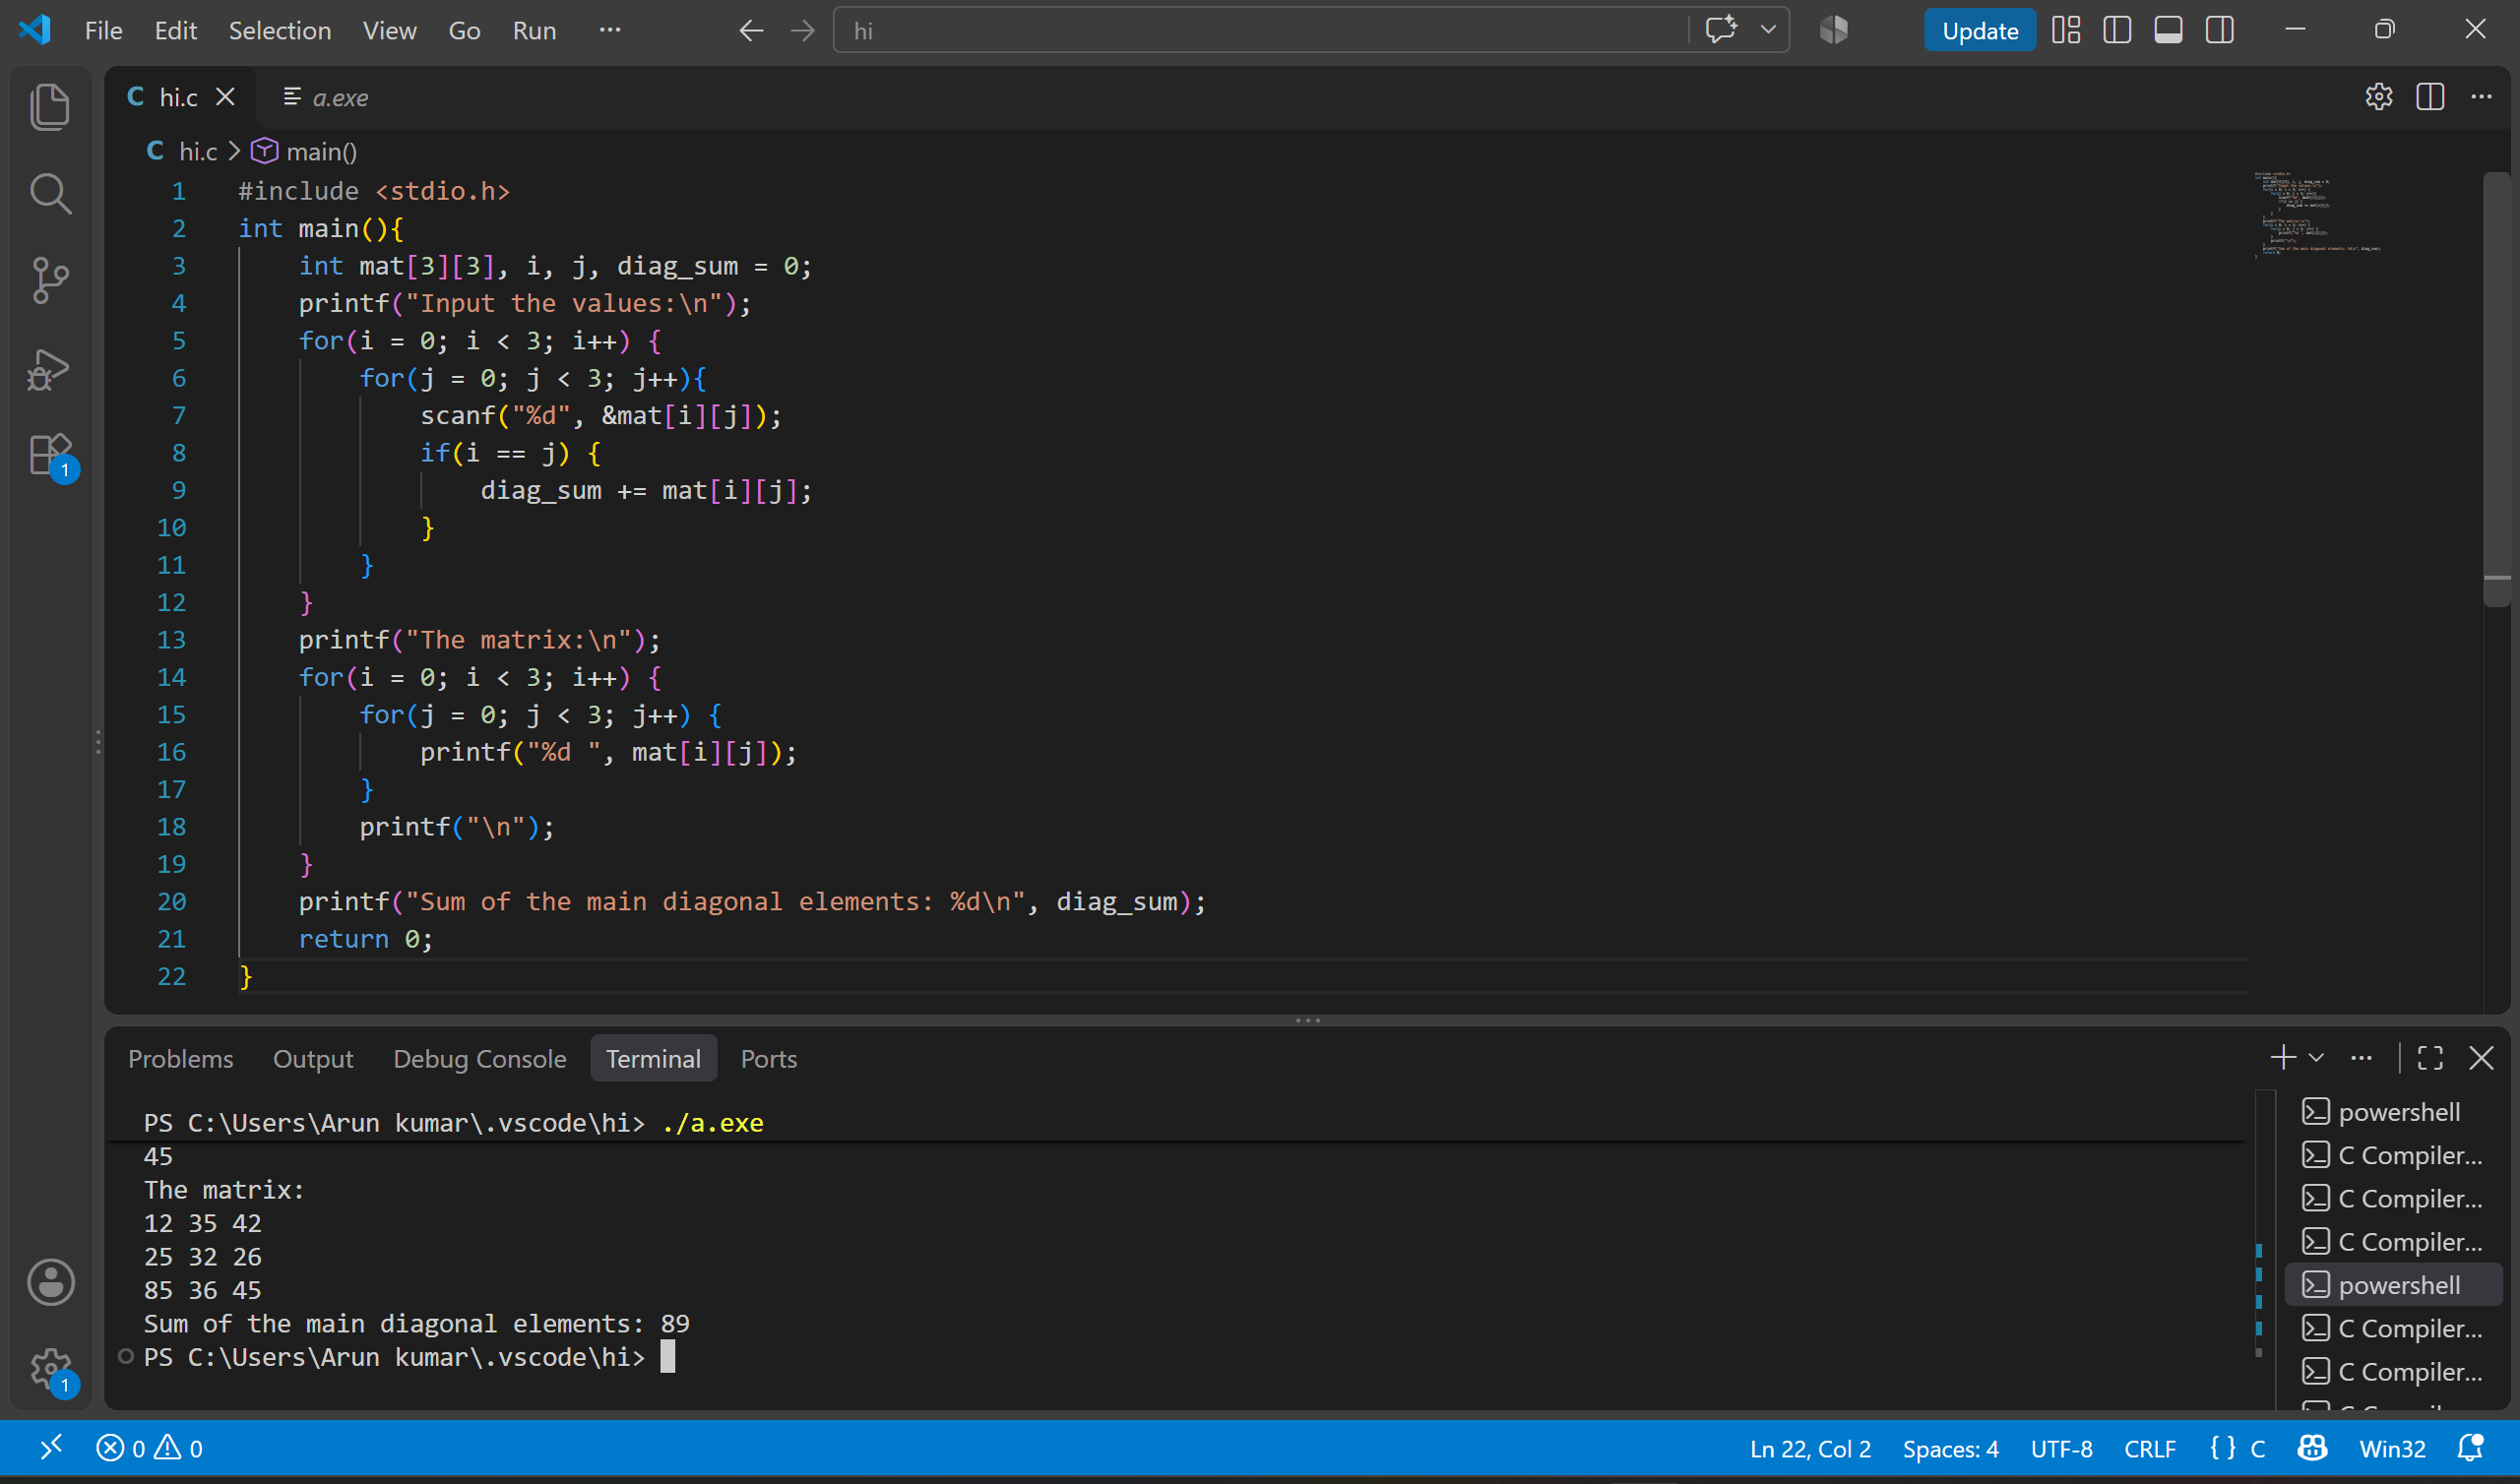 File Edit Selection View Go Run ··· hi Update
hi.c a.exe
hi.c > main()
1 #include <stdio.h>
2 int main(){
3     int mat[3][3], i, j, diag_sum = 0;
4     printf("Input the values:\n");
5     for(i = 0; i < 3; i++) {
6         for(j = 0; j < 3; j++){
7             scanf("%d", &mat[i][j]);
8             if(i == j) {
9                 diag_sum += mat[i][j];
10             }
11         }
12     }
13     printf("The matrix:\n");
14     for(i = 0; i < 3; i++) {
15         for(j = 0; j < 3; j++) {
16             printf("%d ", mat[i][j]);
17         }
18         printf("\n");
19     }
20     printf("Sum of the main diagonal elements: %d\n", diag_sum);
21     return 0;
22 }
1
Problems Output Debug Console Terminal Ports
PS C:\Users\Arun kumar\.vscode\hi> ./a.exe
45
The matrix:
12 35 42
25 32 26
85 36 45
Sum of the main diagonal elements: 89
PS C:\Users\Arun kumar\.vscode\hi>
powershell
C Compiler...
C Compiler...
C Compiler...
powershell
C Compiler...
C Compiler...
1
0 0 Ln 22, Col 2 Spaces: 4 UTF-8 CRLF {} C Win32